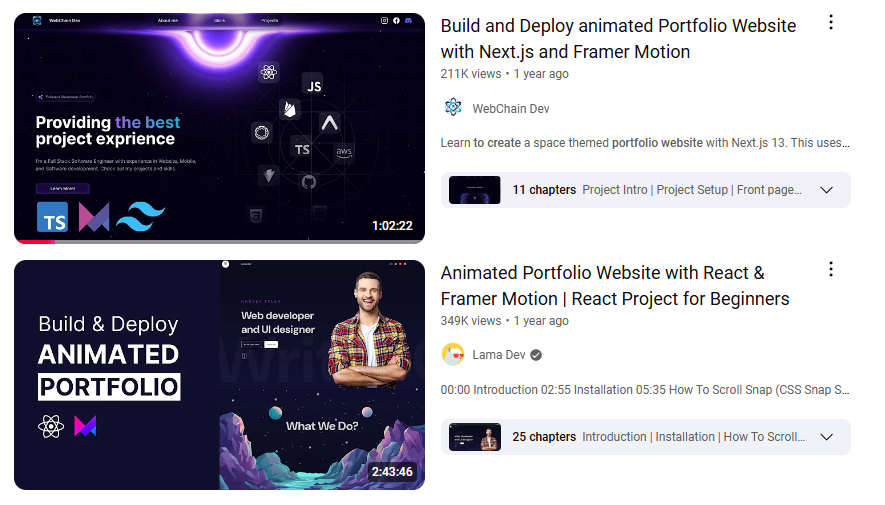 WebChain Dev
About me
Skills
Projects
JS
Providing the best
project exprience
TS
aws
I'm a Full Stack Software Engineer with experience in Website, Mobile,
and Software development. Check out my projects and skills.
Learn More!
TS
1:02:22
Build and Deploy animated Portfolio Website
with Next.js and Framer Motion
211K views • 1 year ago
WebChain Dev
Learn to create a space themed portfolio website with Next.js 13. This uses...
11 chapters Project Intro | Project Setup | Front page...
Build & Deploy
ANIMATED
PORTFOLIO
Web developer
and UI designer
What We Do?
2:43:46
Animated Portfolio Website with React &
Framer Motion | React Project for Beginners
349K views • 1 year ago
Lama Dev
00:00 Introduction 02:55 Installation 05:35 How To Scroll Snap (CSS Snap S...
25 chapters Introduction | Installation | How To Scroll...